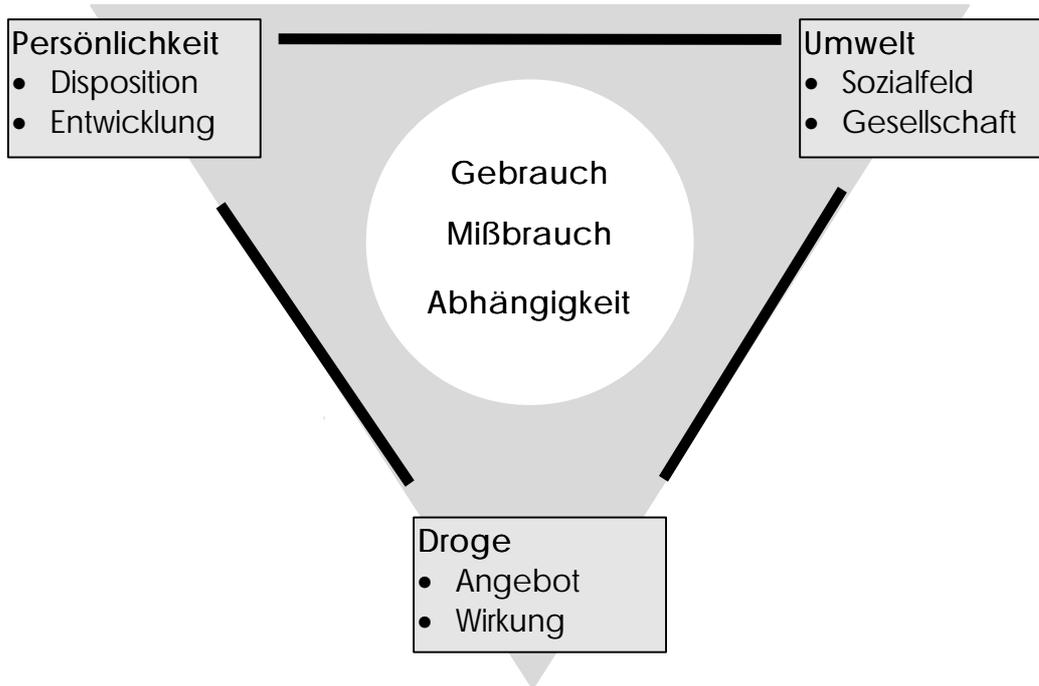 Persönlichkeit
• Disposition
• Entwicklung
Umwelt
• Sozialfeld
• Gesellschaft
Gebrauch
Mißbrauch
Abhängigkeit
Droge
• Angebot
• Wirkung